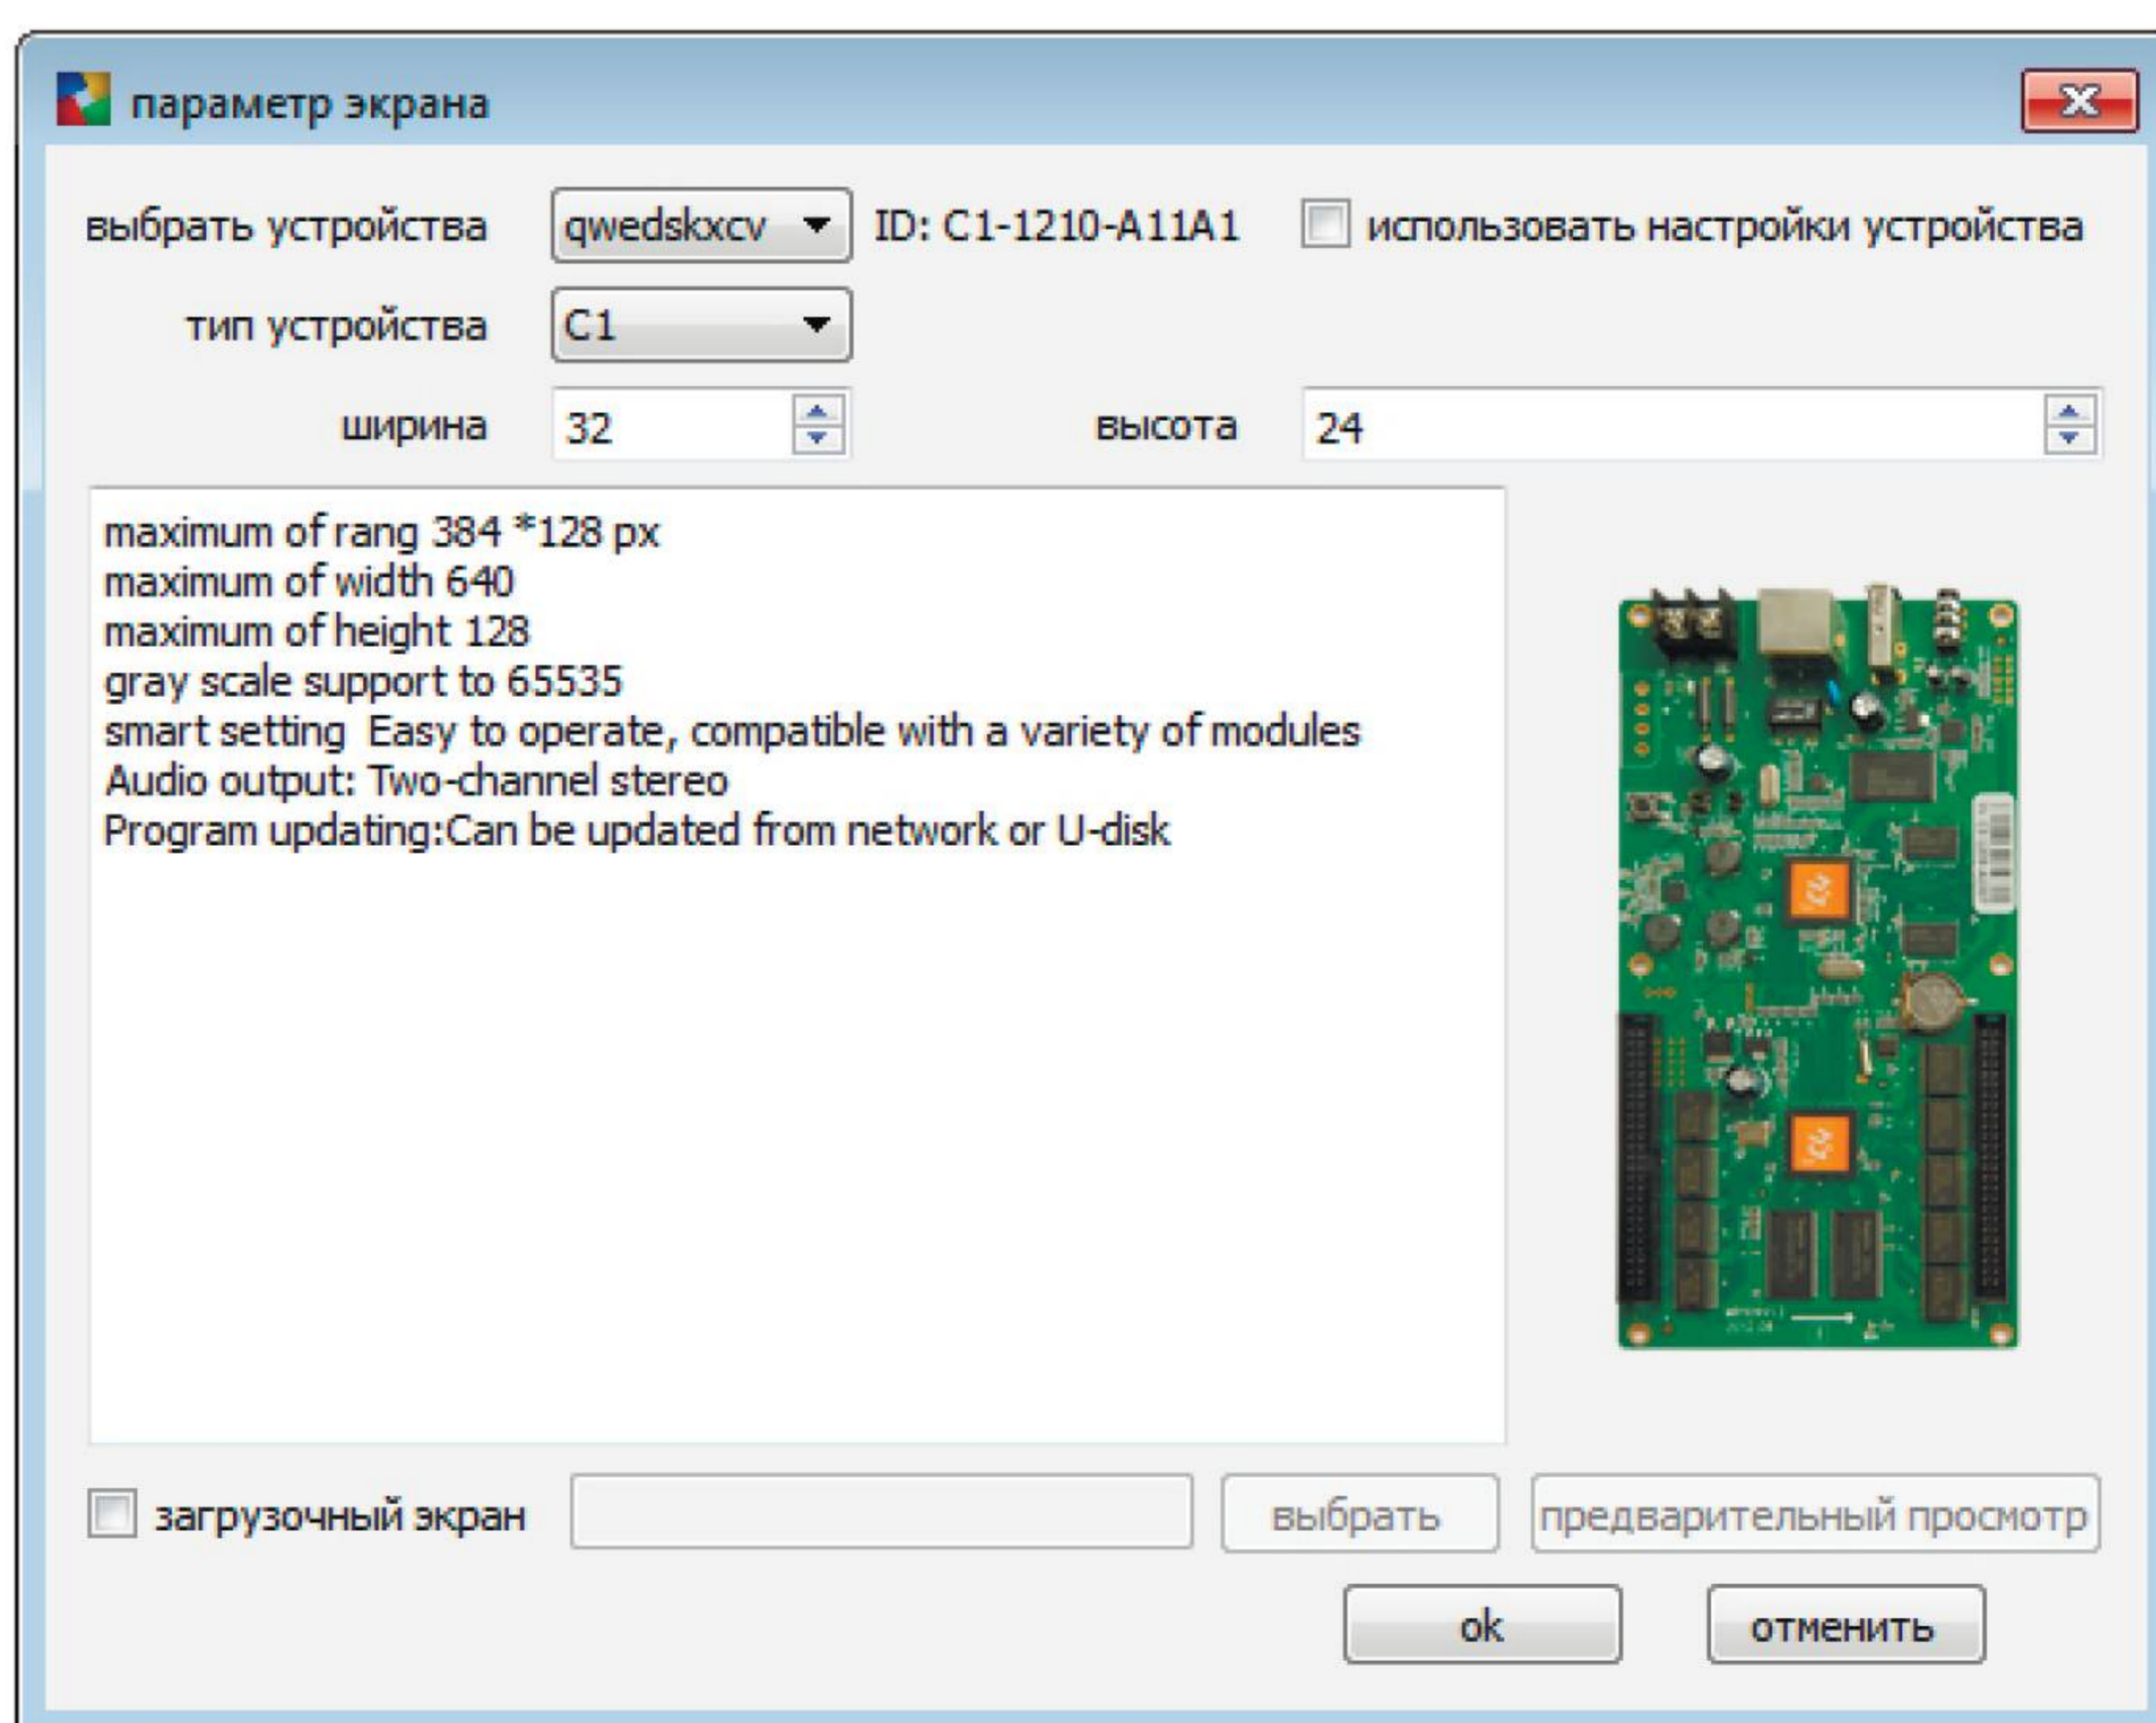 параметр экрана
выбрать устройства qwedskxcv ID: C1-1210-A11A1 использовать настройки устройства
тип устройства C1
ширина 32 высота 24
maximum of rang 384 *128 px
maximum of width 640
maximum of height 128
gray scale support to 65535
smart setting  Easy to operate, compatible with a variety of modules
Audio output: Two-channel stereo
Program updating:Can be updated from network or U-disk
загрузочный экран выбрать предварительный просмотр
ok отменить